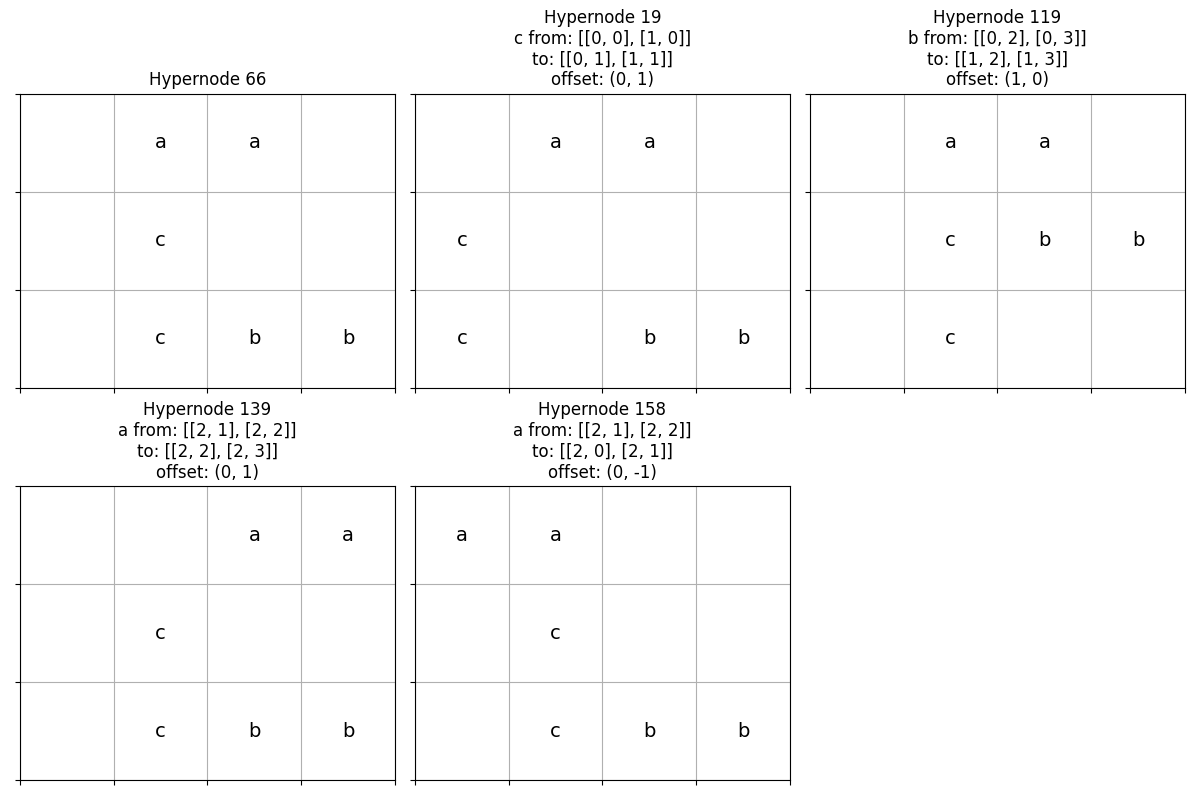 Hypernode 66
a a
c
c b b
Hypernode 19
c from: [[0, 0], [1, 0]]
to: [[0, 1], [1, 1]]
offset: (0, 1)
a a
c
c b b
Hypernode 119
b from: [[0, 2], [0, 3]]
to: [[1, 2], [1, 3]]
offset: (1, 0)
a a
c b b
c
Hypernode 139
a from: [[2, 1], [2, 2]]
to: [[2, 2], [2, 3]]
offset: (0, 1)
a a
c
c b b
Hypernode 158
a from: [[2, 1], [2, 2]]
to: [[2, 0], [2, 1]]
offset: (0, -1)
a a
c
c b b